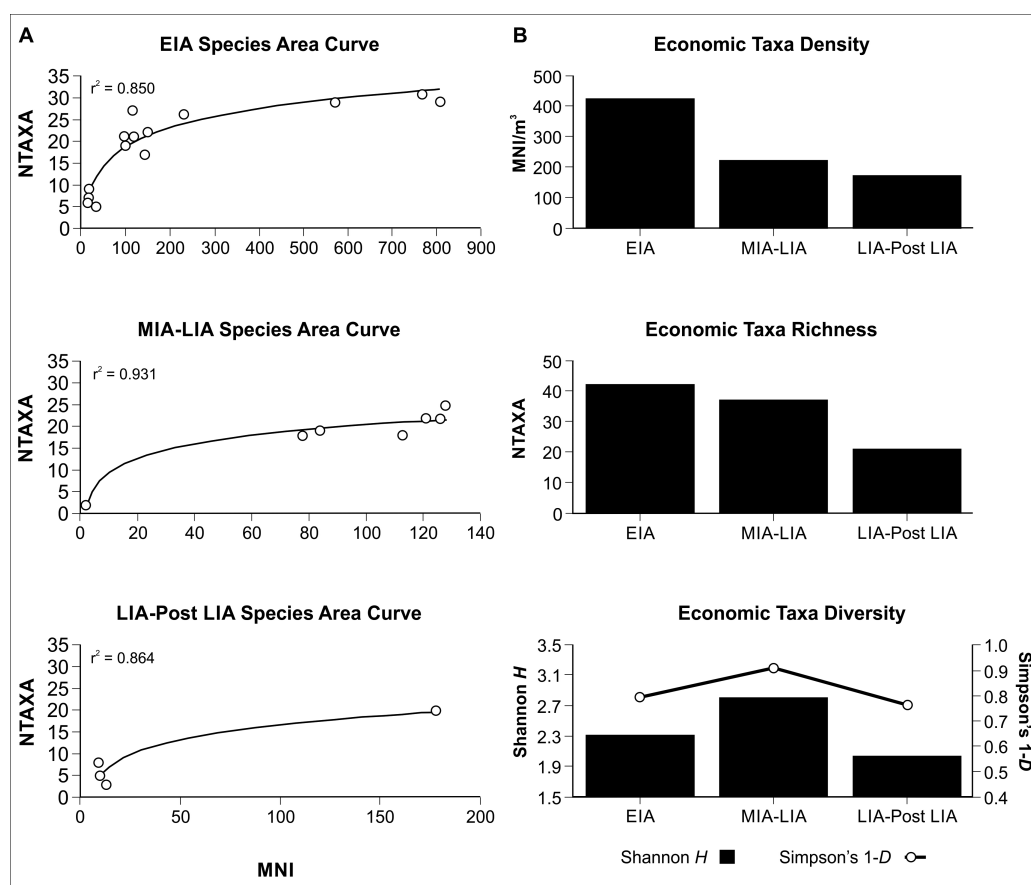 A
EIA Species Area Curve
r² = 0.850
NTAXA
35
30
25
20
15
10
5
0
0 100 200 300 400 500 600 700 800 900
MIA-LIA Species Area Curve
r² = 0.931
NTAXA
35
30
25
20
15
10
5
0
0 20 40 60 80 100 120 140
LIA-Post LIA Species Area Curve
r² = 0.864
NTAXA
35
30
25
20
15
10
5
0
0 50 100 150 200
MNI
B
Economic Taxa Density
MNI/m³
500
400
300
200
100
0
EIA MIA-LIA LIA-Post LIA
Economic Taxa Richness
NTAXA
50
40
30
20
10
0
EIA MIA-LIA LIA-Post LIA
Economic Taxa Diversity
Shannon H
3.5
3.1
2.7
2.3
1.9
1.5
1.0
0.9
0.8
0.7
0.6
0.5
0.4
Simpson's 1-D
EIA MIA-LIA LIA-Post LIA
Shannon H Simpson's 1-D